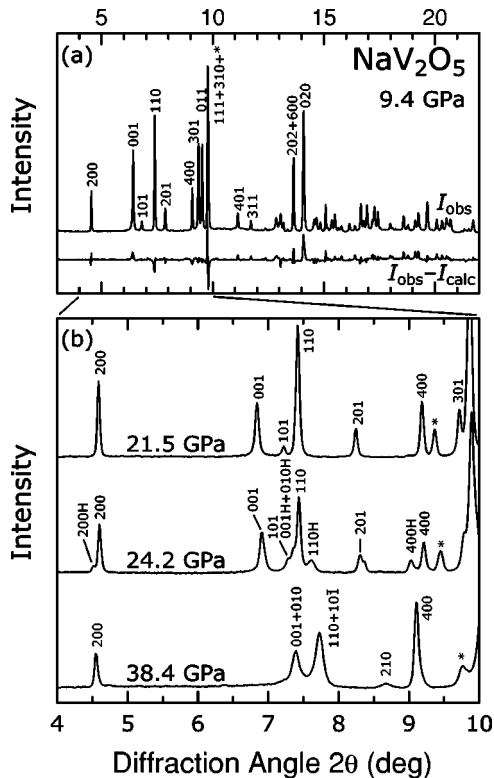 5 10 15 20
(a)
NaV₂O₅
9.4 GPa
Intensity
200
001
101
110
201
400
301
011
111+310+*
401
311
202+600
020
I_obs
I_obs−I_calc
(b)
Intensity
200
001
101
110
201
400
*
301
21.5 GPa
200H
200
001
101
001H+010H
110
110H
201
400H
400
*
24.2 GPa
200
001+010
110+101̄
210
400
*
38.4 GPa
4 5 6 7 8 9 10
Diffraction Angle 2θ (deg)